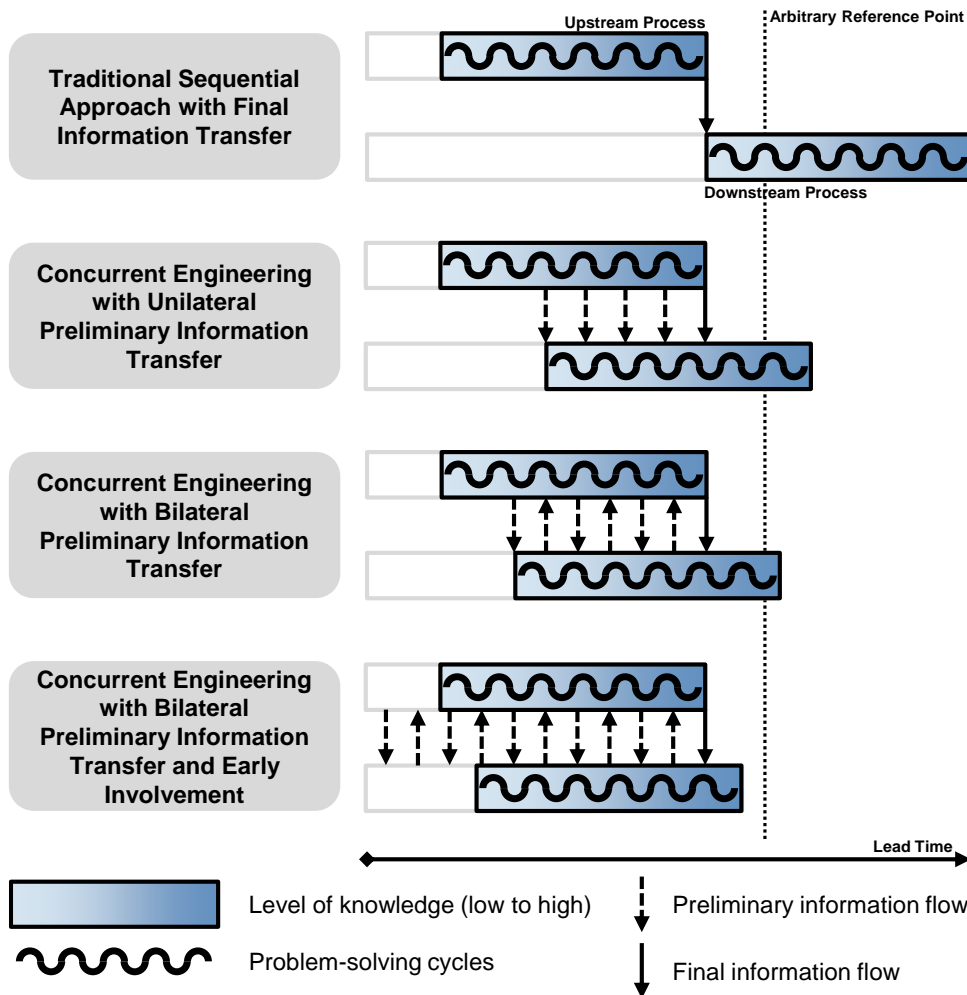 Upstream Process
Arbitrary Reference Point
Traditional Sequential
Approach with Final
Information Transfer
Downstream Process
Concurrent Engineering
with Unilateral
Preliminary Information
Transfer
Concurrent Engineering
with Bilateral
Preliminary Information
Transfer
Concurrent Engineering
with Bilateral
Preliminary Information
Transfer and Early
Involvement
Lead Time
Level of knowledge (low to high)
Preliminary information flow
Problem-solving cycles
Final information flow